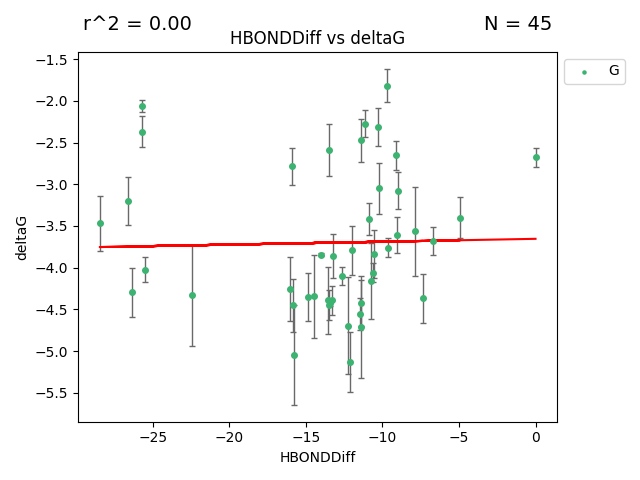 r^2 = 0.00
N = 45
HBONDDiff vs deltaG
G
−1.5
−2.0
−2.5
−3.0
−3.5
−4.0
−4.5
−5.0
−5.5
deltaG
−25
−20
−15
−10
−5
0
HBONDDiff